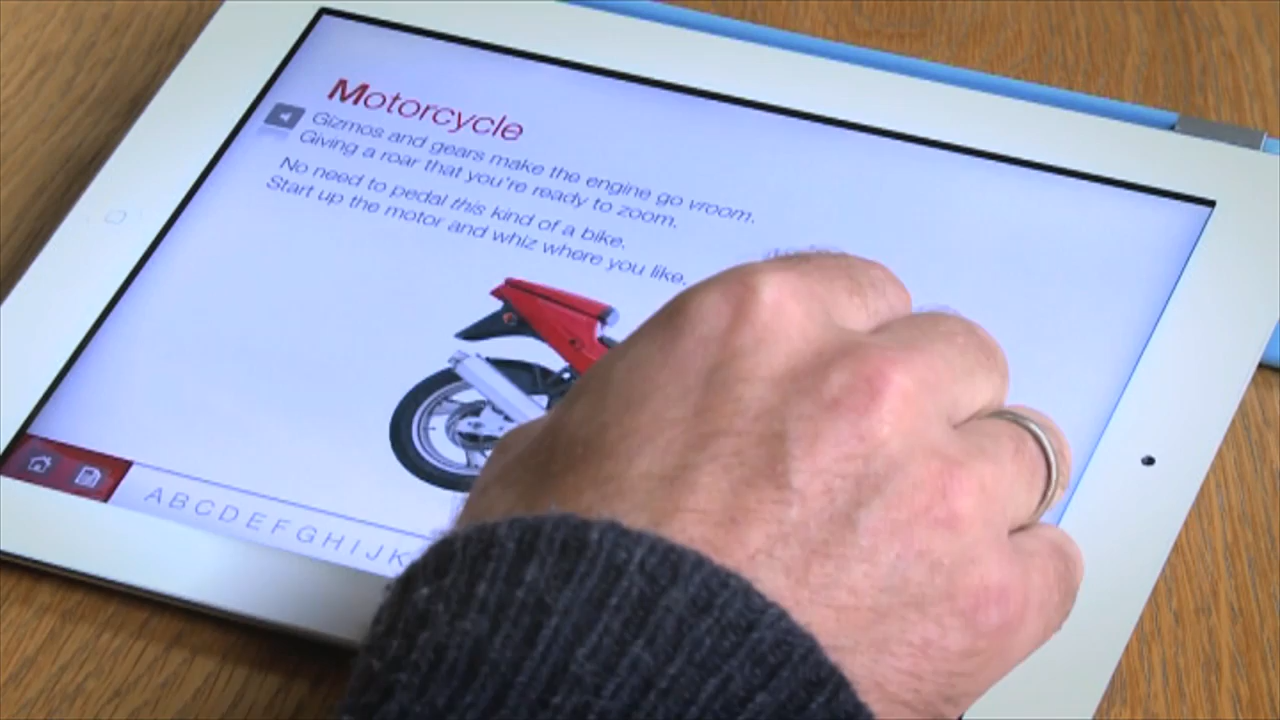 Motorcycle
Gizmos and gears make the engine go vroom.
Giving a roar that you're ready to zoom.
No need to pedal this kind of a bike.
Start up the motor and whiz where you like.
A B C D E F G H I J K